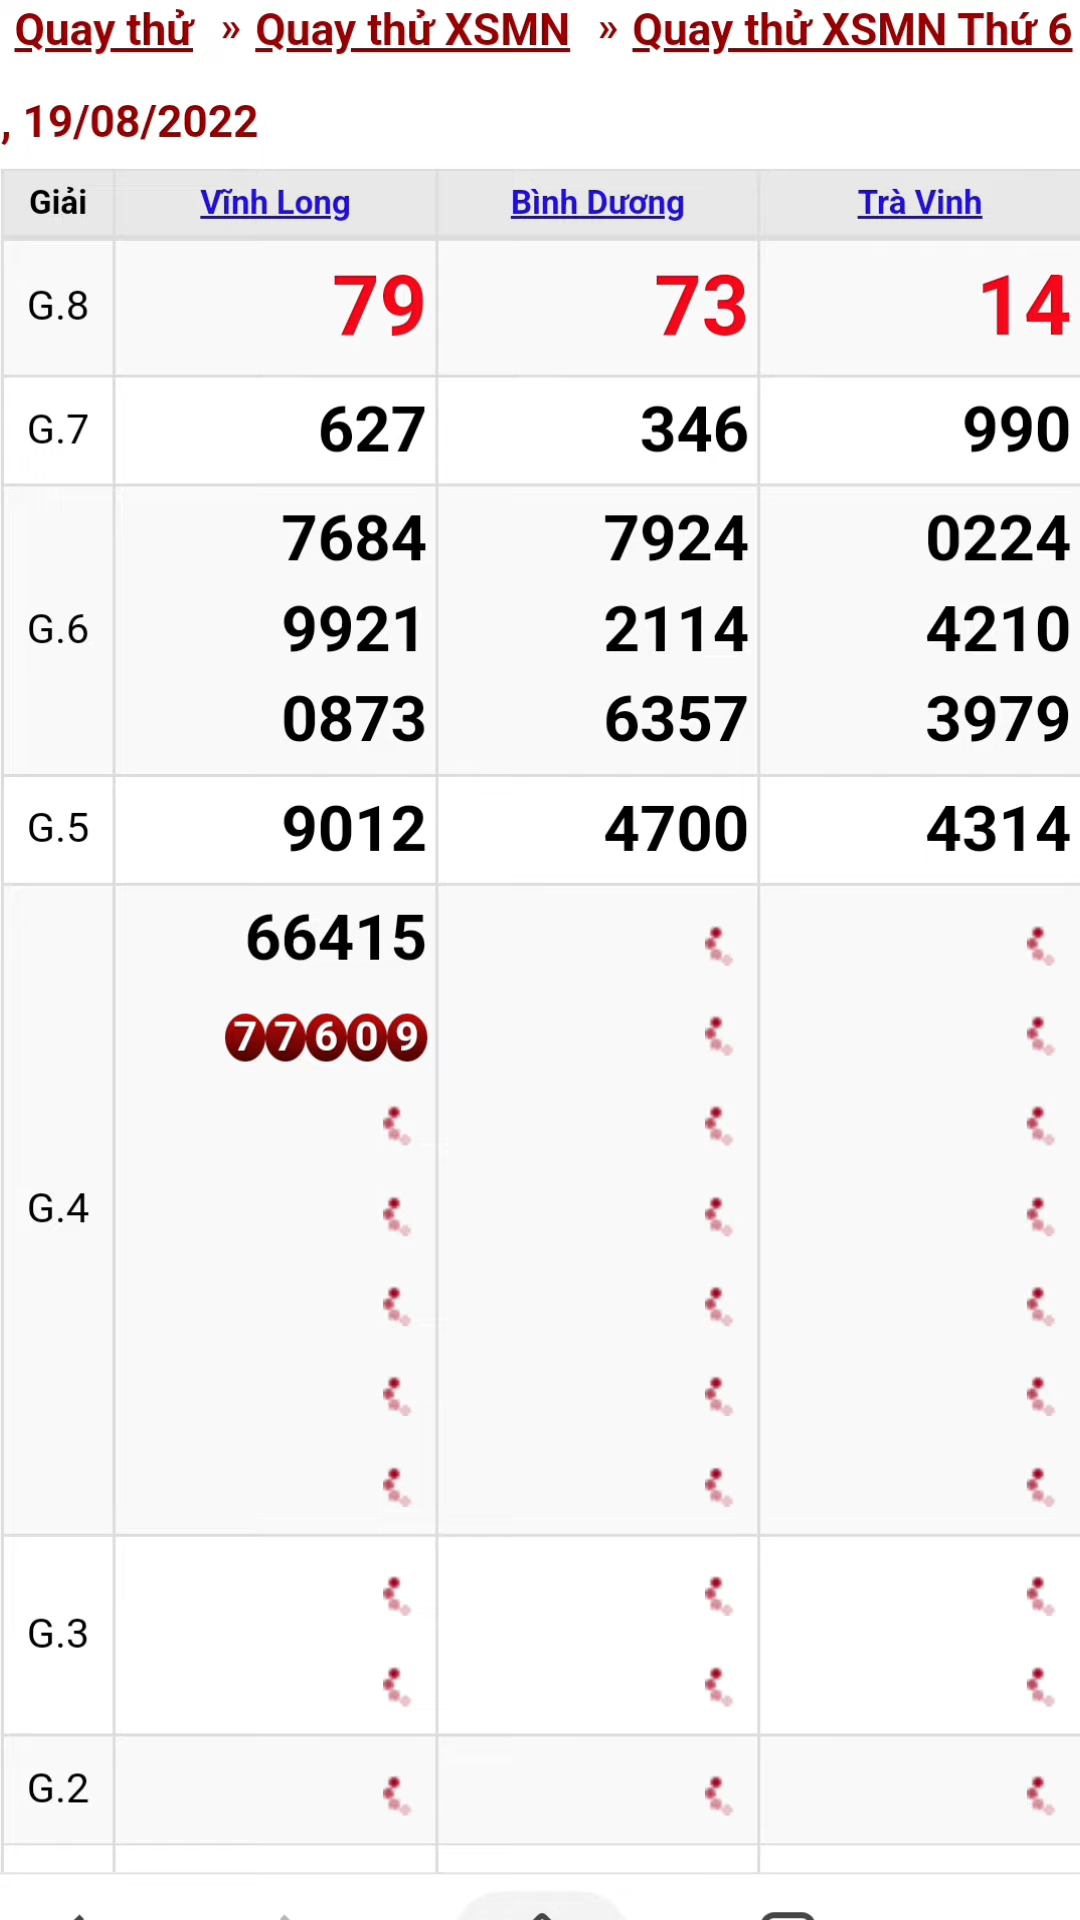 Quay thử » Quay thử XSMN » Quay thử XSMN Thứ 6
, 19/08/2022
Giải Vĩnh Long Bình Dương Trà Vinh
G.8 79 73 14
G.7 627 346 990
7684 7924 0224
G.6 9921 2114 4210
0873 6357 3979
G.5 9012 4700 4314
66415
77609
G.4
G.3
G.2